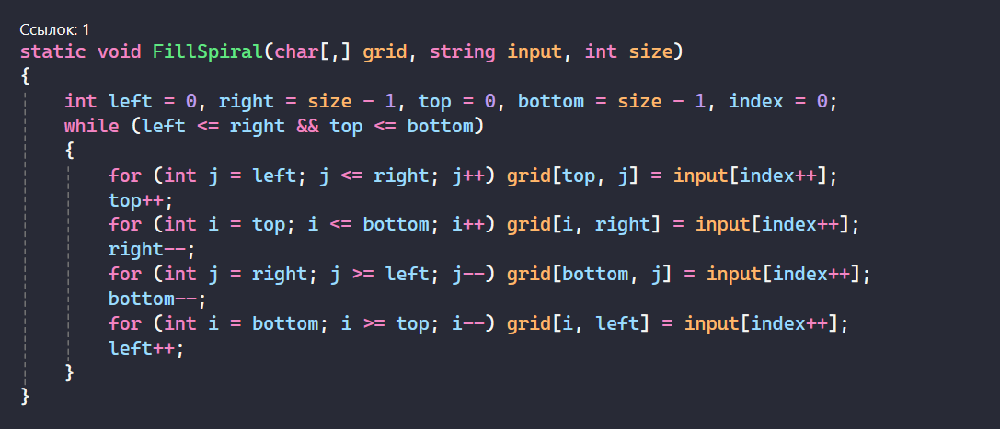 Ссылок: 1
static void FillSpiral(char[,] grid, string input, int size)
{
    int left = 0, right = size - 1, top = 0, bottom = size - 1, index = 0;
    while (left <= right && top <= bottom)
    {
        for (int j = left; j <= right; j++) grid[top, j] = input[index++];
        top++;
        for (int i = top; i <= bottom; i++) grid[i, right] = input[index++];
        right--;
        for (int j = right; j >= left; j--) grid[bottom, j] = input[index++];
        bottom--;
        for (int i = bottom; i >= top; i--) grid[i, left] = input[index++];
        left++;
    }
}